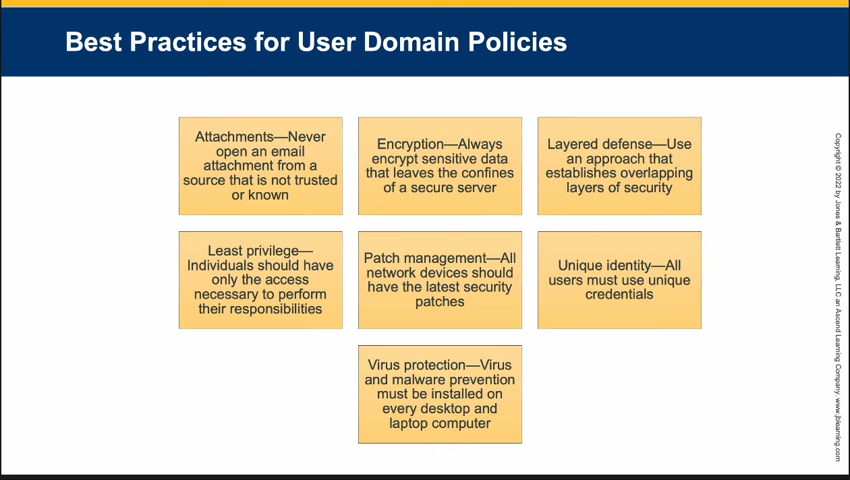 Best Practices for User Domain Policies
Attachments—Never
open an email
attachment from a
source that is not trusted
or known
Encryption—Always
encrypt sensitive data
that leaves the confines
of a secure server
Layered defense—Use
an approach that
establishes overlapping
layers of security
Least privilege—
Individuals should have
only the access
necessary to perform
their responsibilities
Patch management—All
network devices should
have the latest security
patches
Unique identity—All
users must use unique
credentials
Virus protection—Virus
and malware prevention
must be installed on
every desktop and
laptop computer
Copyright © 2022 by Jones & Bartlett Learning, LLC an Ascend Learning Company. www.jblearning.com